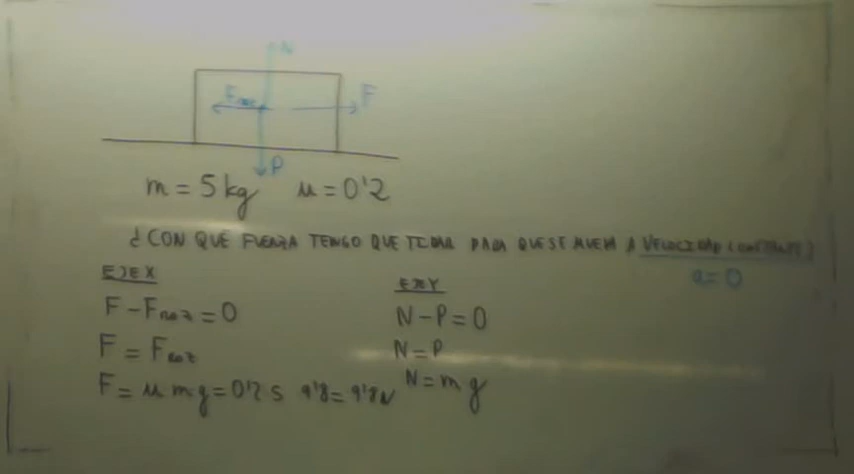 N
Froz
F
P
m = 5 kg    μ = 0'2
¿CON QUE FUERZA TENGO QUE TIRAR PARA QUE SE MUEVA A VELOCIDAD CONSTANTE?
a = 0
EJE X
F - Froz = 0
F = Froz
F = μ m g = 0'2 5 9'8 = 9'8 N
EJE Y
N - P = 0
N = P
N = m g